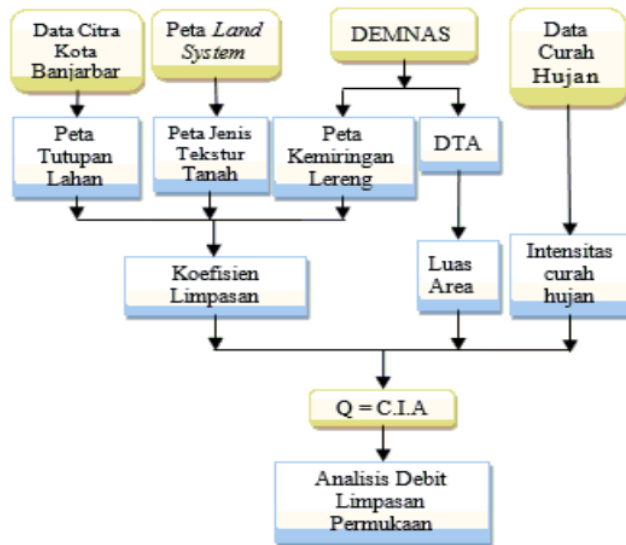 Data Citra
Kota
Banjarbar
Peta Land
System
DEMNAS
Data
Curah
Hujan
Peta
Tutupan
Lahan
Peta Jenis
Tekstur
Tanah
Peta
Kemiringan
Lereng
DTA
Koefisien
Limpasan
Luas
Area
Intensitas
curah
hujan
Q = C.I.A
Analisis Debit
Limpasan
Permukaan